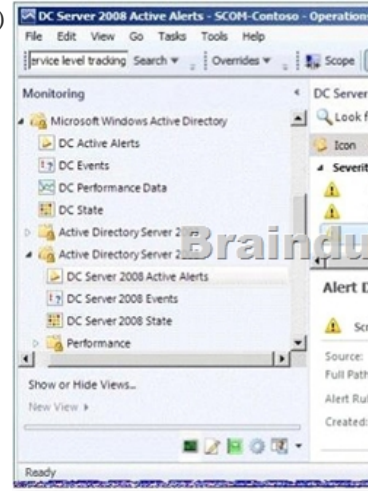 )
DC Server 2008 Active Alerts - SCOM-Contoso - Operations
File Edit View Go Tasks Tools Help
ervice level tracking Search Overrides Scope
Monitoring
DC Server
Look f
Microsoft Windows Active Directory
Icon
DC Active Alerts
Severit
DC Events
DC Performance Data
DC State
Active Directory Server 2
Braindu
Active Directory Server 2
DC Server 2008 Active Alerts
Alert D
DC Server 2008 Events
DC Server 2008 State
Scr
Performance
Source:
Full Path
Show or Hide Views...
Alert Rul
New View
Created:
Ready